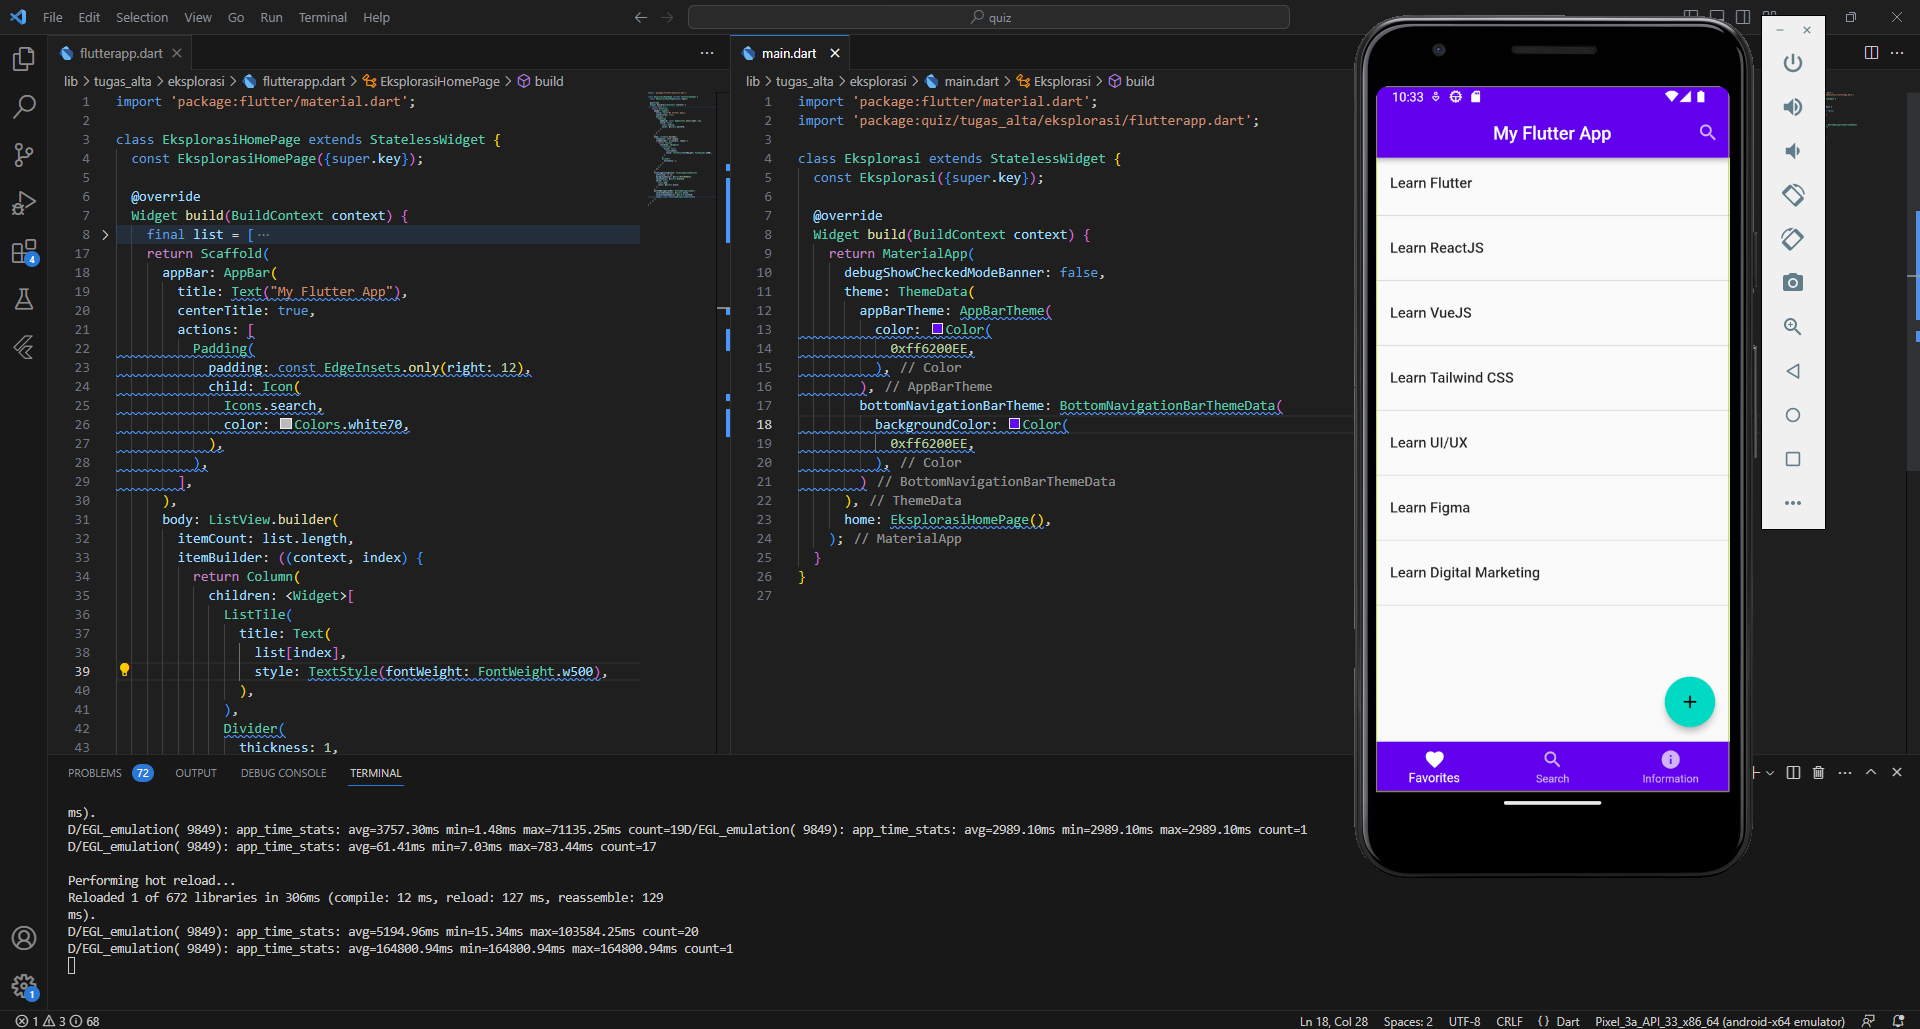 File Edit Selection View Go Run Terminal Help
quiz
flutterapp.dart
lib > tugas_alta > eksplorasi > flutterapp.dart > EksplorasiHomePage > build
1 import 'package:flutter/material.dart';
2
3 class EksplorasiHomePage extends StatelessWidget {
4 const EksplorasiHomePage({super.key});
5
6 @override
7 Widget build(BuildContext context) {
8 final list = [ ...
17 return Scaffold(
18 appBar: AppBar(
19 title: Text("My Flutter App"),
20 centerTitle: true,
21 actions: [
22 Padding(
23 padding: const EdgeInsets.only(right: 12),
24 child: Icon(
25 Icons.search,
26 color: Colors.white70,
27 ),
28 ),
29 ],
30 ),
31 body: ListView.builder(
32 itemCount: list.length,
33 itemBuilder: ((context, index) {
34 return Column(
35 children: <Widget>[
36 ListTile(
37 title: Text(
38 list[index],
39 style: TextStyle(fontWeight: FontWeight.w500),
40 ),
41 ),
42 Divider(
43 thickness: 1,
main.dart
lib > tugas_alta > eksplorasi > main.dart > Eksplorasi > build
1 import 'package:flutter/material.dart';
2 import 'package:quiz/tugas_alta/eksplorasi/flutterapp.dart';
3
4 class Eksplorasi extends StatelessWidget {
5 const Eksplorasi({super.key});
6
7 @override
8 Widget build(BuildContext context) {
9 return MaterialApp(
10 debugShowCheckedModeBanner: false,
11 theme: ThemeData(
12 appBarTheme: AppBarTheme(
13 color: Color(
14 0xff6200EE,
15 ), // Color
16 ), // AppBarTheme
17 bottomNavigationBarTheme: BottomNavigationBarThemeData(
18 backgroundColor: Color(
19 0xff6200EE,
20 ), // Color
21 ) // BottomNavigationBarThemeData
22 ), // ThemeData
23 home: EksplorasiHomePage(),
24 ); // MaterialApp
25 }
26 }
27
10:33
My Flutter App
Learn Flutter
Learn ReactJS
Learn VueJS
Learn Tailwind CSS
Learn UI/UX
Learn Figma
Learn Digital Marketing
+
Favorites Search Information
4
1
PROBLEMS 72 OUTPUT DEBUG CONSOLE TERMINAL
ms).
D/EGL_emulation( 9849): app_time_stats: avg=3757.30ms min=1.48ms max=71135.25ms count=19D/EGL_emulation( 9849): app_time_stats: avg=2989.10ms min=2989.10ms max=2989.10ms count=1
D/EGL_emulation( 9849): app_time_stats: avg=61.41ms min=7.03ms max=783.44ms count=17
Performing hot reload...
Reloaded 1 of 672 libraries in 306ms (compile: 12 ms, reload: 127 ms, reassemble: 129
ms).
D/EGL_emulation( 9849): app_time_stats: avg=5194.96ms min=15.34ms max=103584.25ms count=20
D/EGL_emulation( 9849): app_time_stats: avg=164800.94ms min=164800.94ms max=164800.94ms count=1
1 3 68
Ln 18, Col 28 Spaces: 2 UTF-8 CRLF { } Dart Pixel_3a_API_33_x86_64 (android-x64 emulator)